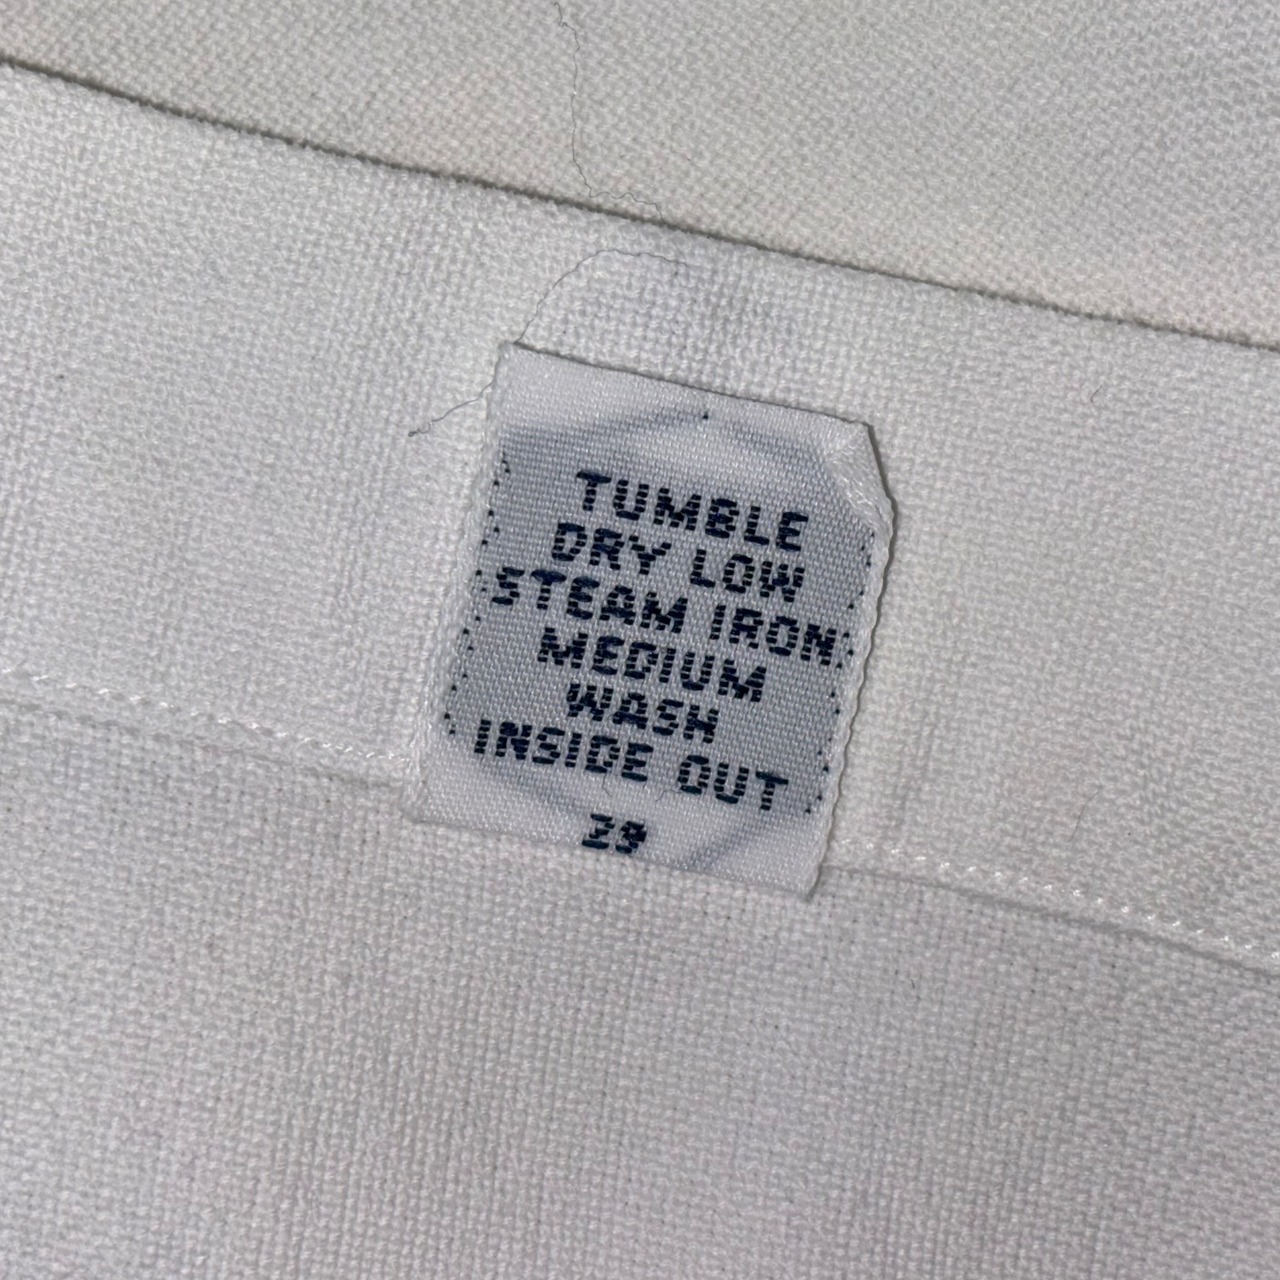 TUMBLE
DRY LOW
STEAM IRON
MEDIUM
WASH
INSIDE OUT
29